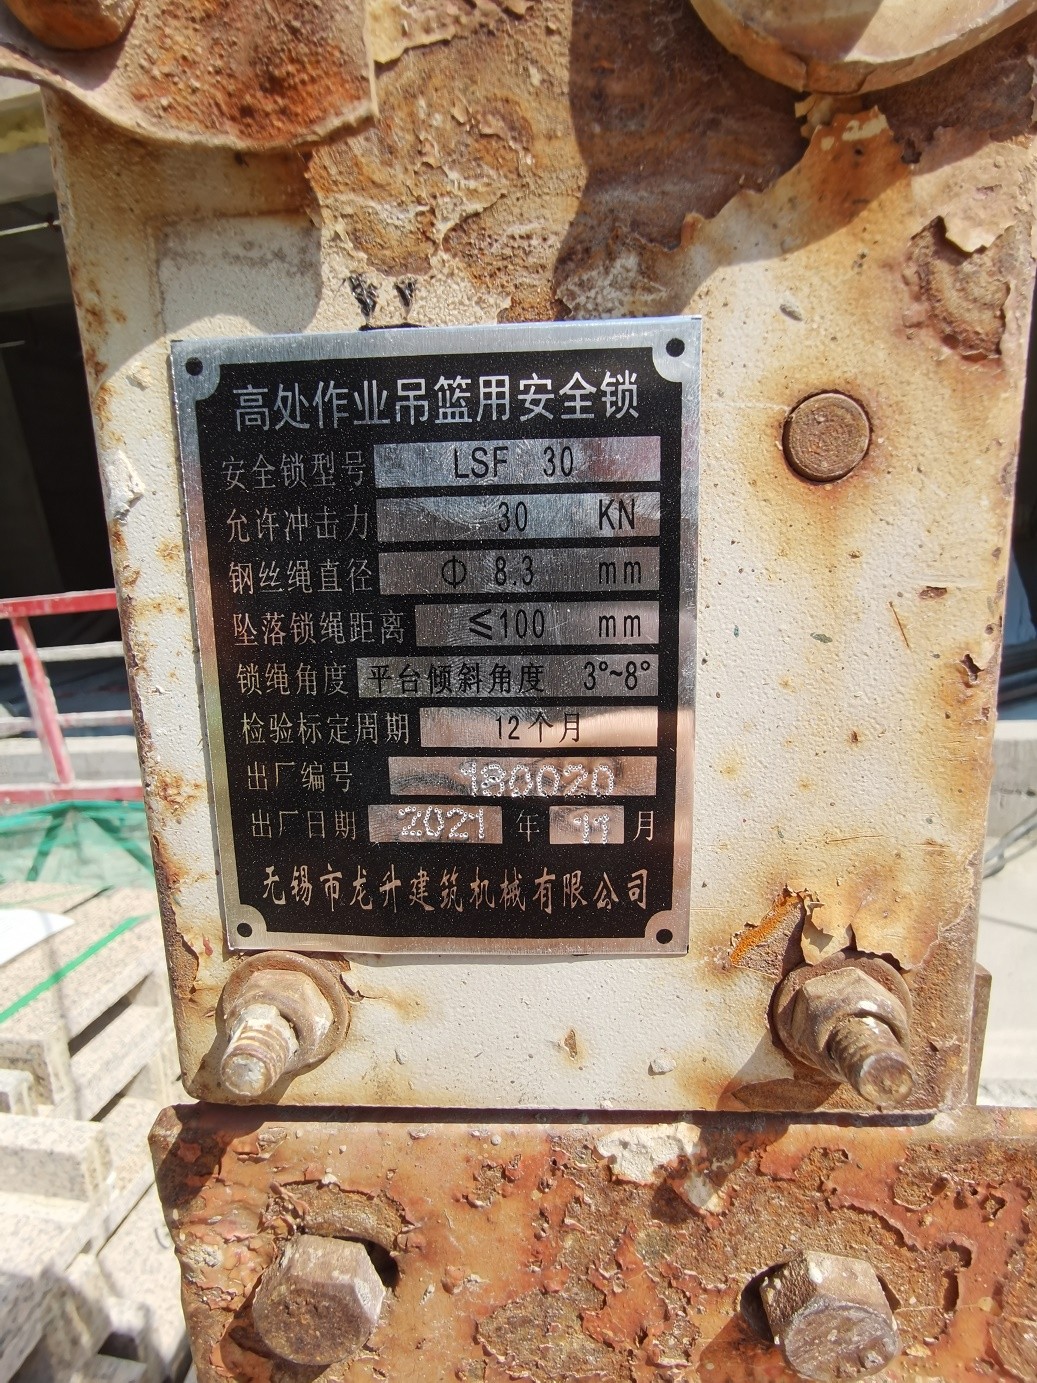 高处作业吊篮用安全锁
安全锁型号 LSF 30
允许冲击力 30 KN
钢丝绳直径 Φ 8.3 mm
坠落锁绳距离 ≤100 mm
锁绳角度 平台倾斜角度 3°~8°
检验标定周期 12个月
出厂编号 180020
出厂日期 2021 年 11 月
无锡市龙升建筑机械有限公司